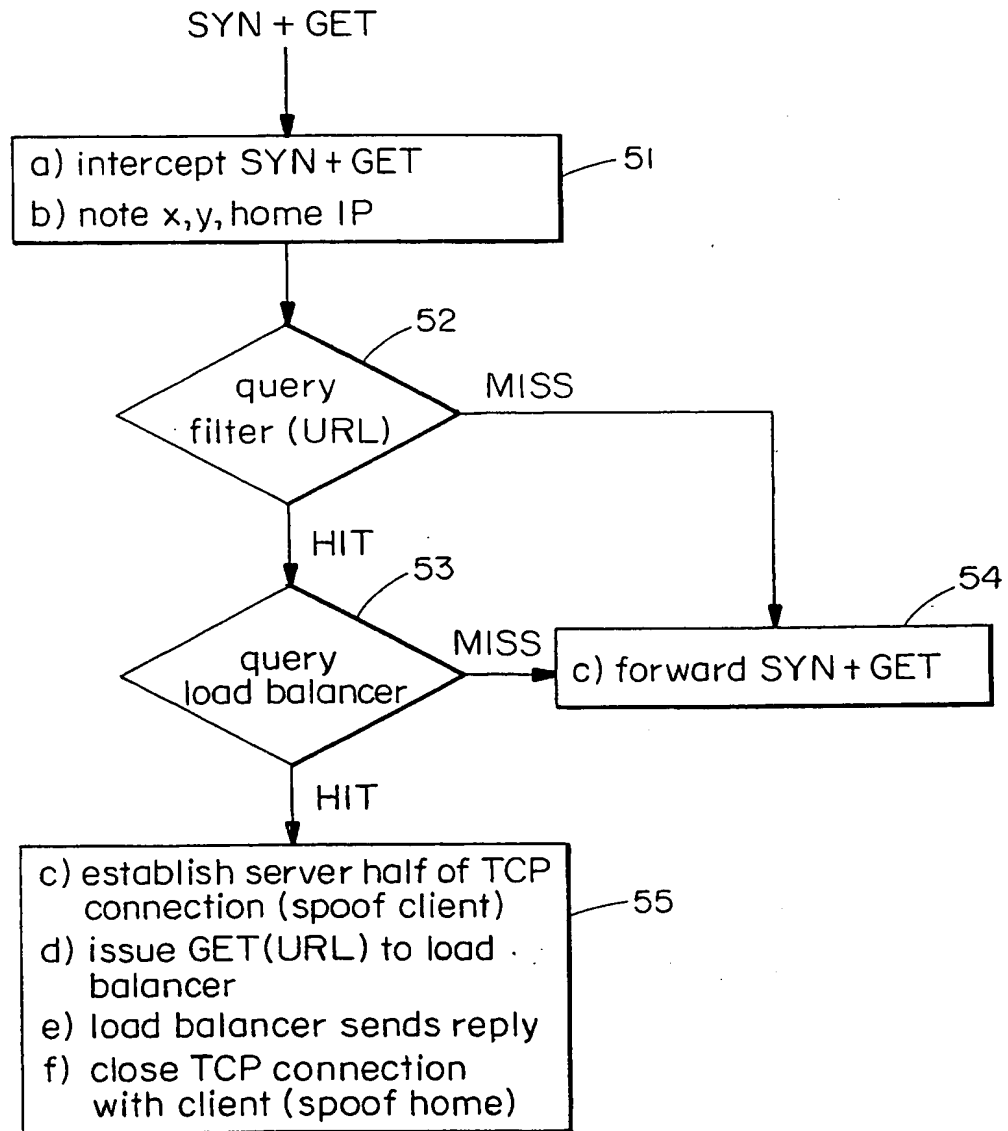 SYN + GET
a) intercept SYN + GET
b) note x, y, home IP
51
52
query
filter (URL)
MISS
HIT
53
query
load balancer
MISS
54
c) forward SYN + GET
HIT
c) establish server half of TCP
connection (spoof client)
d) issue GET(URL) to load
balancer
e) load balancer sends reply
f) close TCP connection
with client (spoof home)
55